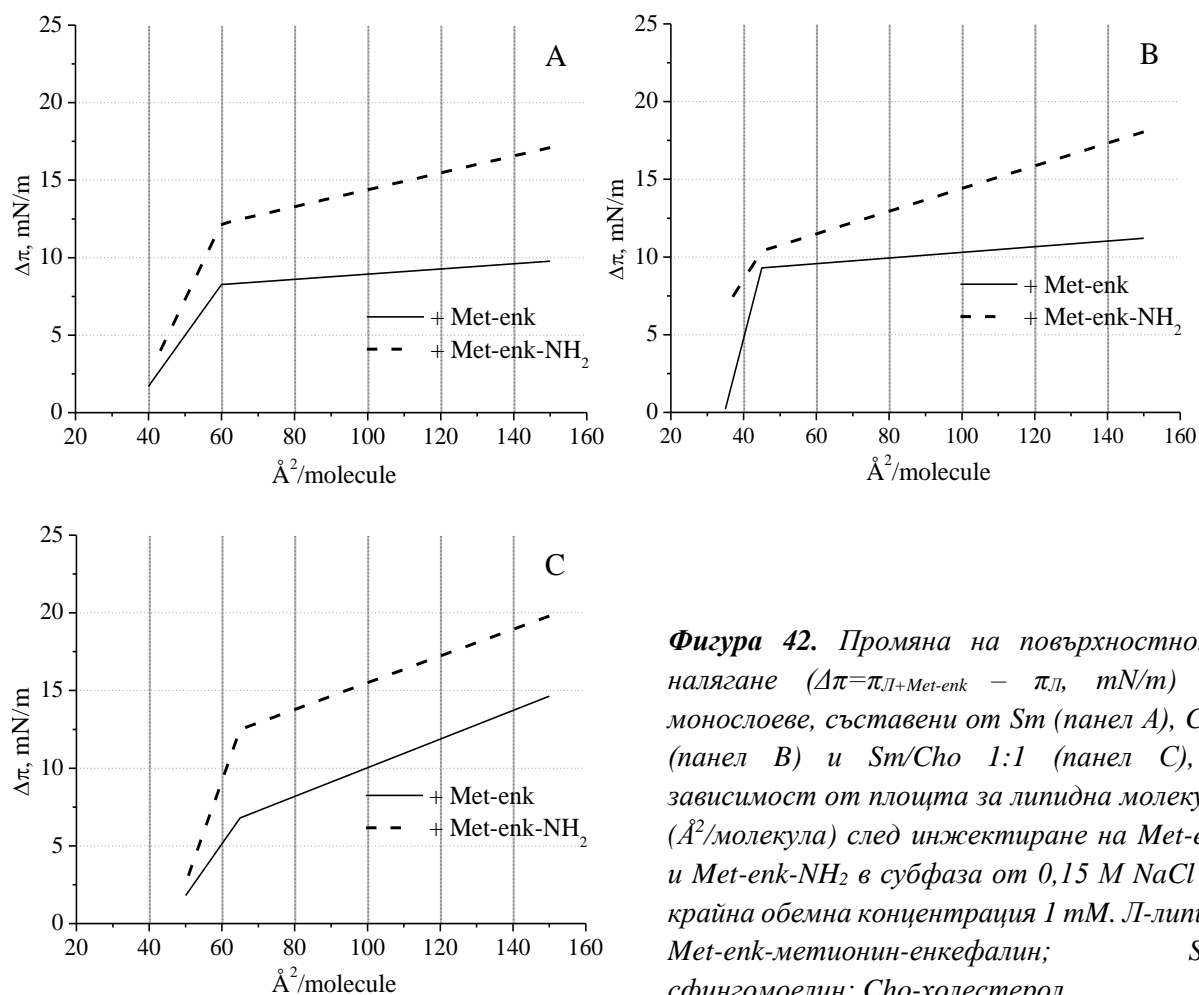 25
20
15
10
5
0
20 40 60 80 100 120 140 160
Δπ, mN/m
Å²/molecule
A
+ Met-enk
+ Met-enk-NH₂
25
20
15
10
5
0
20 40 60 80 100 120 140 160
Δπ, mN/m
Å²/molecule
B
+ Met-enk
+ Met-enk-NH₂
25
20
15
10
5
0
20 40 60 80 100 120 140 160
Δπ, mN/m
Å²/molecule
C
+ Met-enk
+ Met-enk-NH₂
Фигура 42. Промяна на
налягане (Δπ=πЛ+Met-enk – πЛ, mN/m)
монослоеве, съставени от Sm (панел А),
(панел В) и Sm/Cho 1:1 (панел С),
зависимост от площта за липидна
(Å²/молекула) след инжектиране на
и Met-enk-NH₂ в субфаза от 0,15 M NaCl
крайна обемна концентрация 1 mM.
Met-enk-метионин-енкефалин;
сфингомоелин; Cho-холестерол